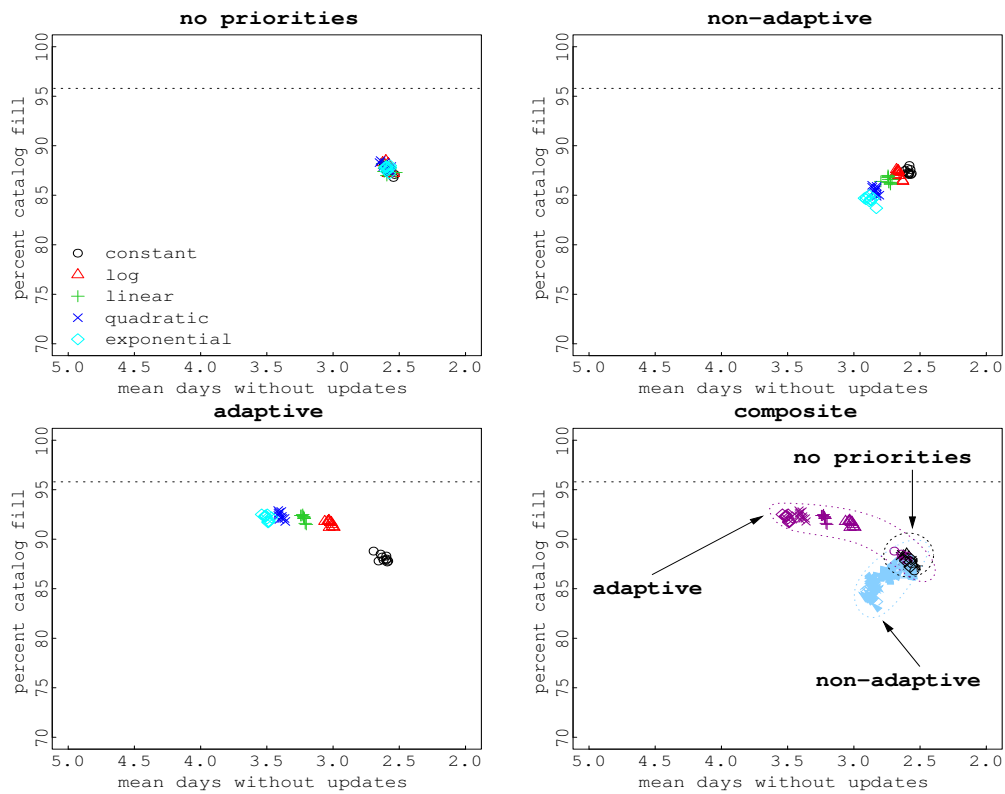 no priorities
percent catalog fill
100
95
90
85
80
75
70
constant
log
linear
quadratic
exponential
5.0 4.5 4.0 3.5 3.0 2.5 2.0
mean days without updates
non-adaptive
percent catalog fill
100
95
90
85
80
75
70
5.0 4.5 4.0 3.5 3.0 2.5 2.0
mean days without updates
adaptive
percent catalog fill
100
95
90
85
80
75
70
5.0 4.5 4.0 3.5 3.0 2.5 2.0
mean days without updates
composite
percent catalog fill
100
95
90
85
80
75
70
no priorities
adaptive
non-adaptive
5.0 4.5 4.0 3.5 3.0 2.5 2.0
mean days without updates